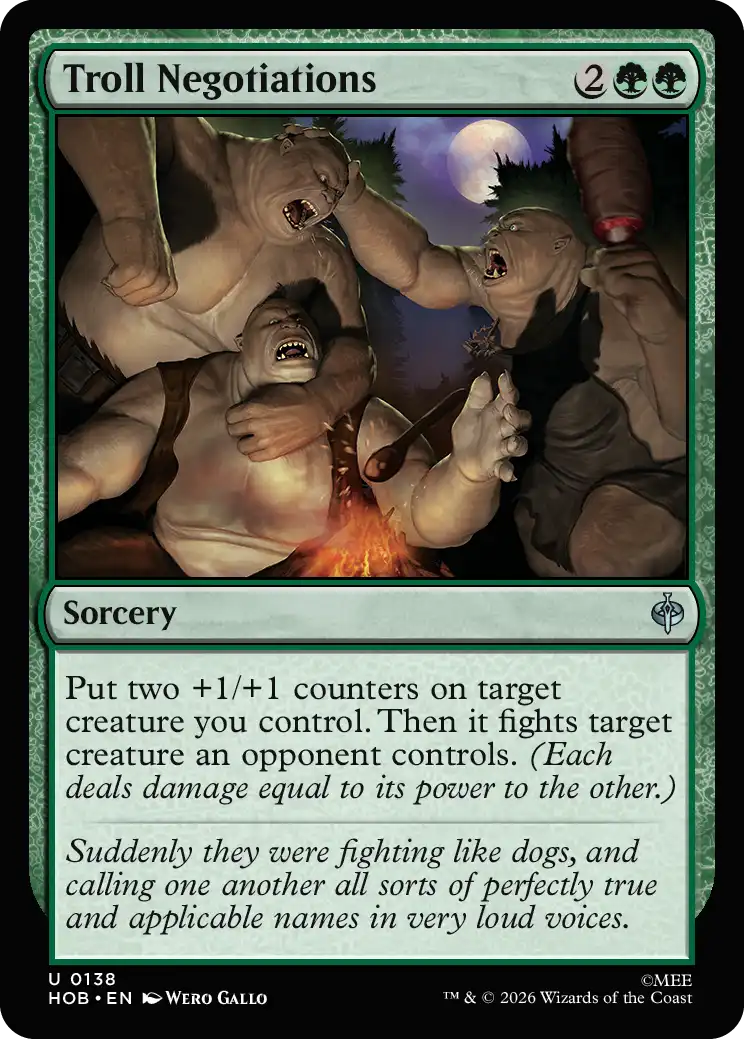 Troll Negotiations 2
Sorcery
Put two +1/+1 counters on target
creature you control. Then it fights target
creature an opponent controls. (Each
deals damage equal to its power to the other.)
Suddenly they were fighting like dogs, and
calling one another all sorts of perfectly true
and applicable names in very loud voices.
U 0138 ©MEE
HOB • EN Wero Gallo ™ & © 2026 Wizards of the Coast